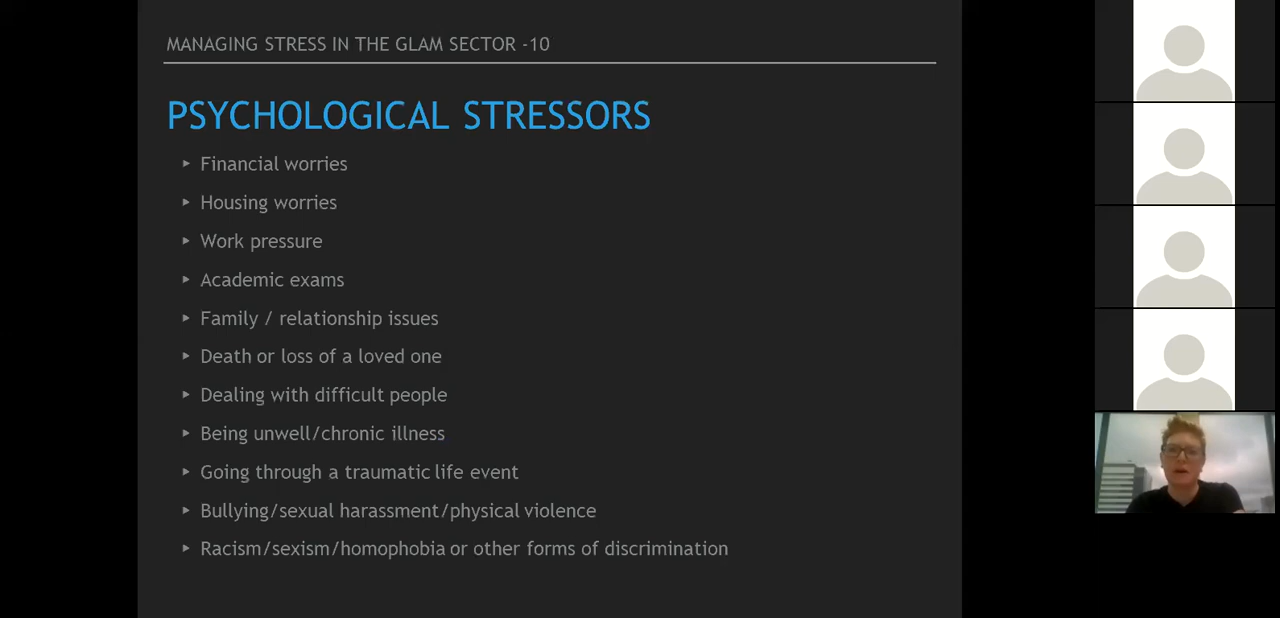 MANAGING STRESS IN THE GLAM SECTOR -10
PSYCHOLOGICAL STRESSORS
‣ Financial worries
‣ Housing worries
‣ Work pressure
‣ Academic exams
‣ Family / relationship issues
‣ Death or loss of a loved one
‣ Dealing with difficult people
‣ Being unwell/chronic illness
‣ Going through a traumatic life event
‣ Bullying/sexual harassment/physical violence
‣ Racism/sexism/homophobia or other forms of discrimination